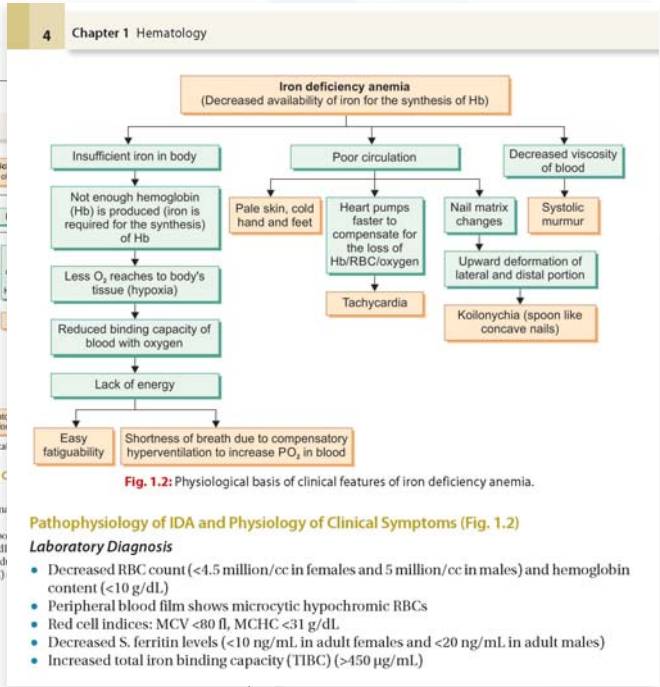 4 Chapter 1 Hematology
Iron deficiency anemia
(Decreased availability of iron for the synthesis of Hb)
Insufficient iron in body
Not enough hemoglobin
(Hb) is produced (iron is
required for the synthesis)
of Hb
Less O₂ reaches to body's
tissue (hypoxia)
Reduced binding capacity of
blood with oxygen
Lack of energy
Easy
fatiguability
Shortness of breath due to compensatory
hyperventilation to increase PO₂ in blood
Poor circulation
Pale skin, cold
hand and feet
Heart pumps
faster to
compensate for
the loss of
Hb/RBC/oxygen
Tachycardia
Nail matrix
changes
Upward deformation of
lateral and distal portion
Koilonychia (spoon like
concave nails)
Decreased viscosity
of blood
Systolic
murmur
Fig. 1.2: Physiological basis of clinical features of iron deficiency anemia.
Pathophysiology of IDA and Physiology of Clinical Symptoms (Fig. 1.2)
Laboratory Diagnosis
• Decreased RBC count (<4.5 million/cc in females and 5 million/cc in males) and hemoglobin
content (<10 g/dL)
• Peripheral blood film shows microcytic hypochromic RBCs
• Red cell indices: MCV <80 fl, MCHC <31 g/dL
• Decreased S. ferritin levels (<10 ng/mL in adult females and <20 ng/mL in adult males)
• Increased total iron binding capacity (TIBC) (>450 µg/mL)